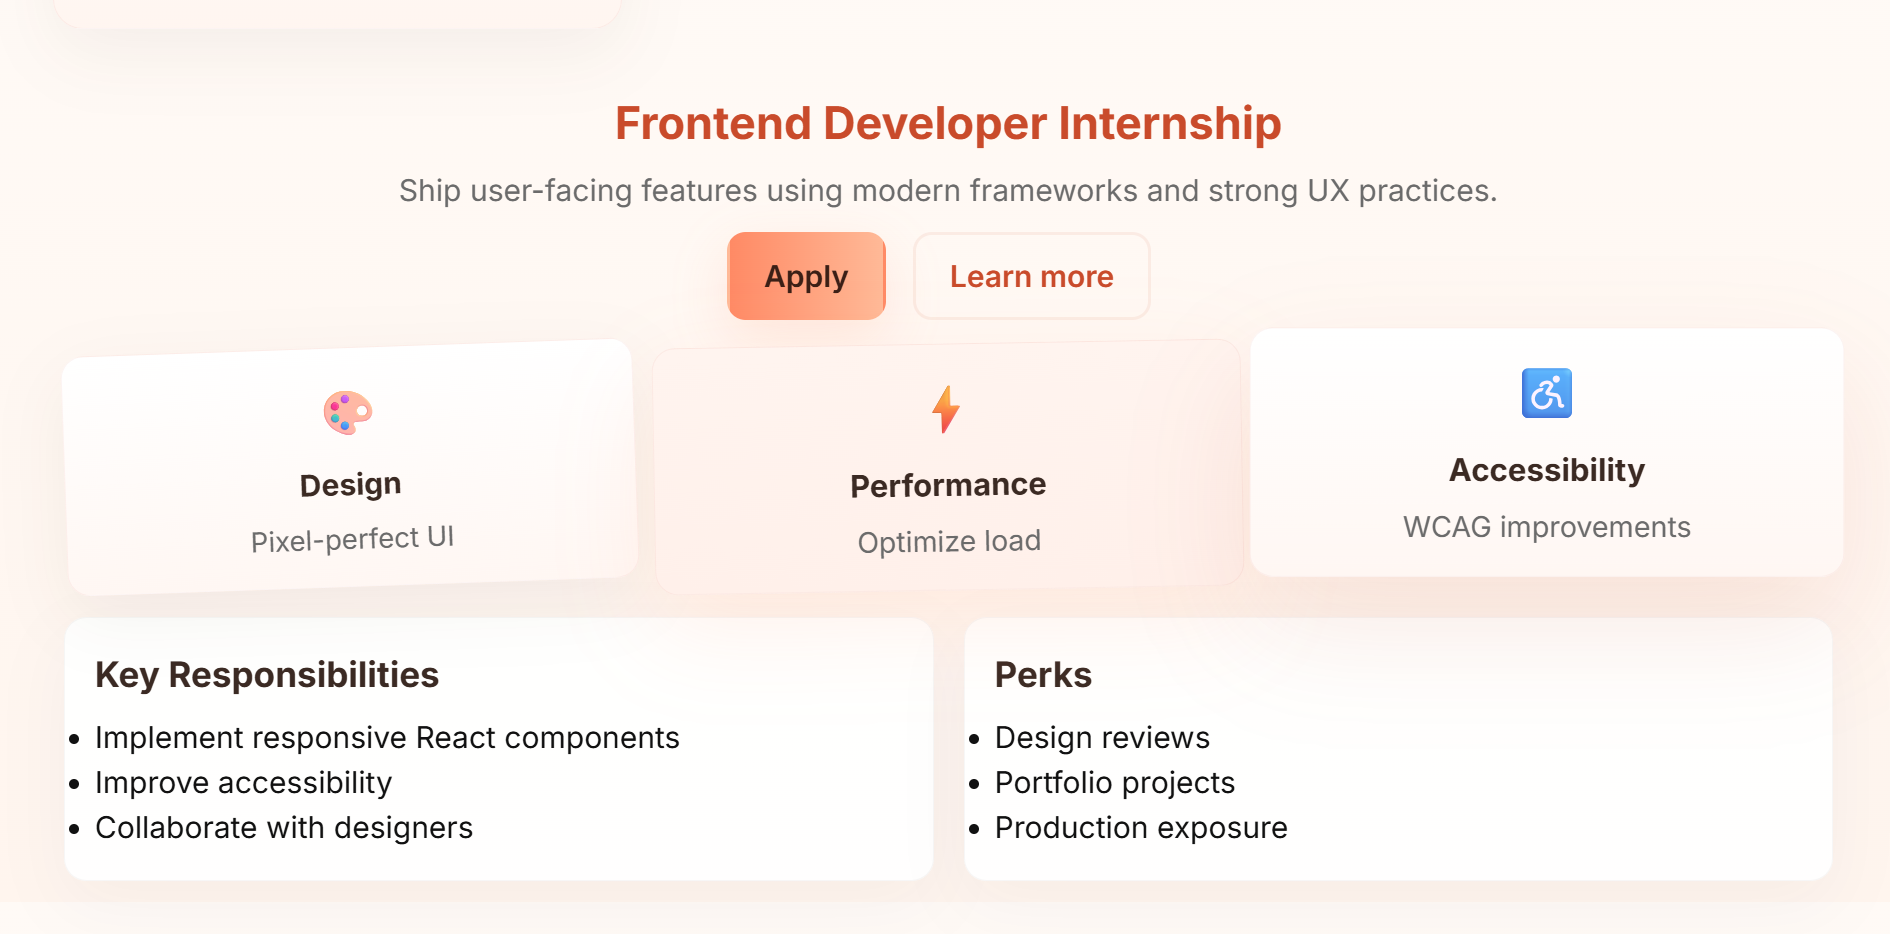 Frontend Developer Internship
Ship user-facing features using modern frameworks and strong UX practices.
Apply
Learn more
Design
Pixel-perfect UI
Performance
Optimize load
Accessibility
WCAG improvements
Key Responsibilities
• Implement responsive React components
• Improve accessibility
• Collaborate with designers
Perks
• Design reviews
• Portfolio projects
• Production exposure